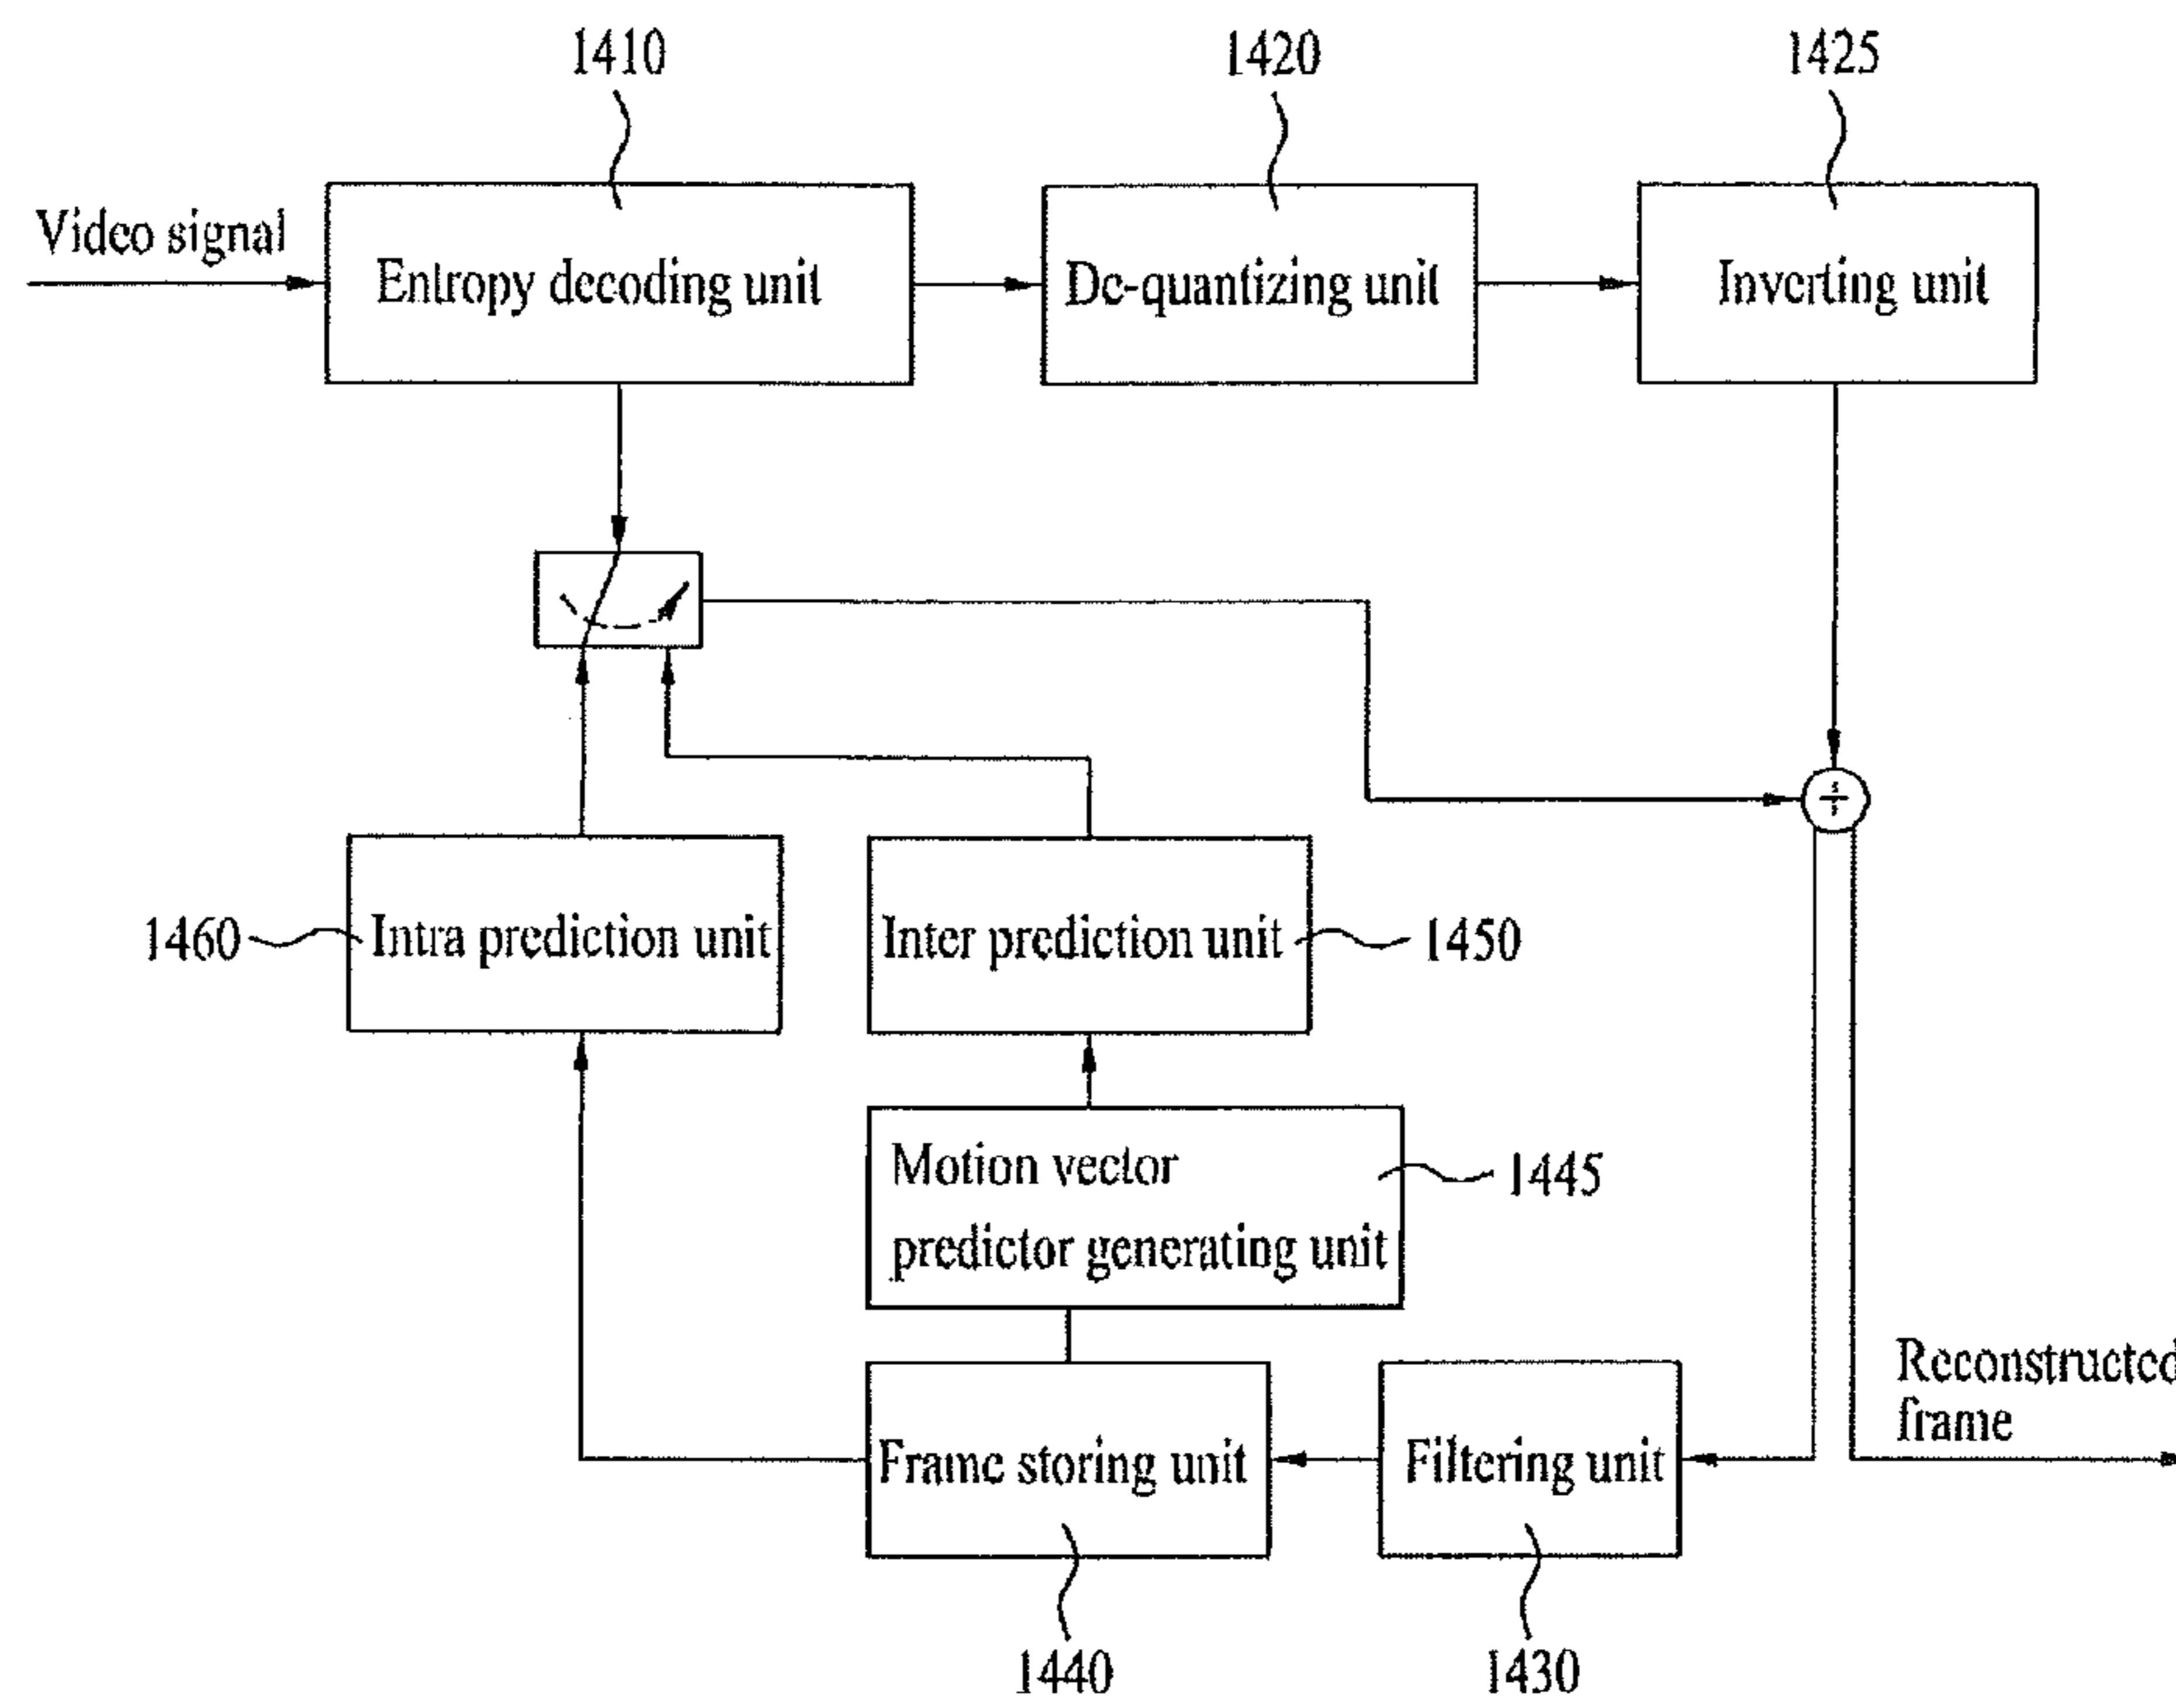 1410
1420
1425
Video signal
Entropy decoding unit
De-quantizing unit
Inverting unit
+
1460
Intra prediction unit
Inter prediction unit
1450
Motion vector
predictor generating unit
1445
Reconstructed
frame
Frame storing unit
Filtering unit
1440
1430